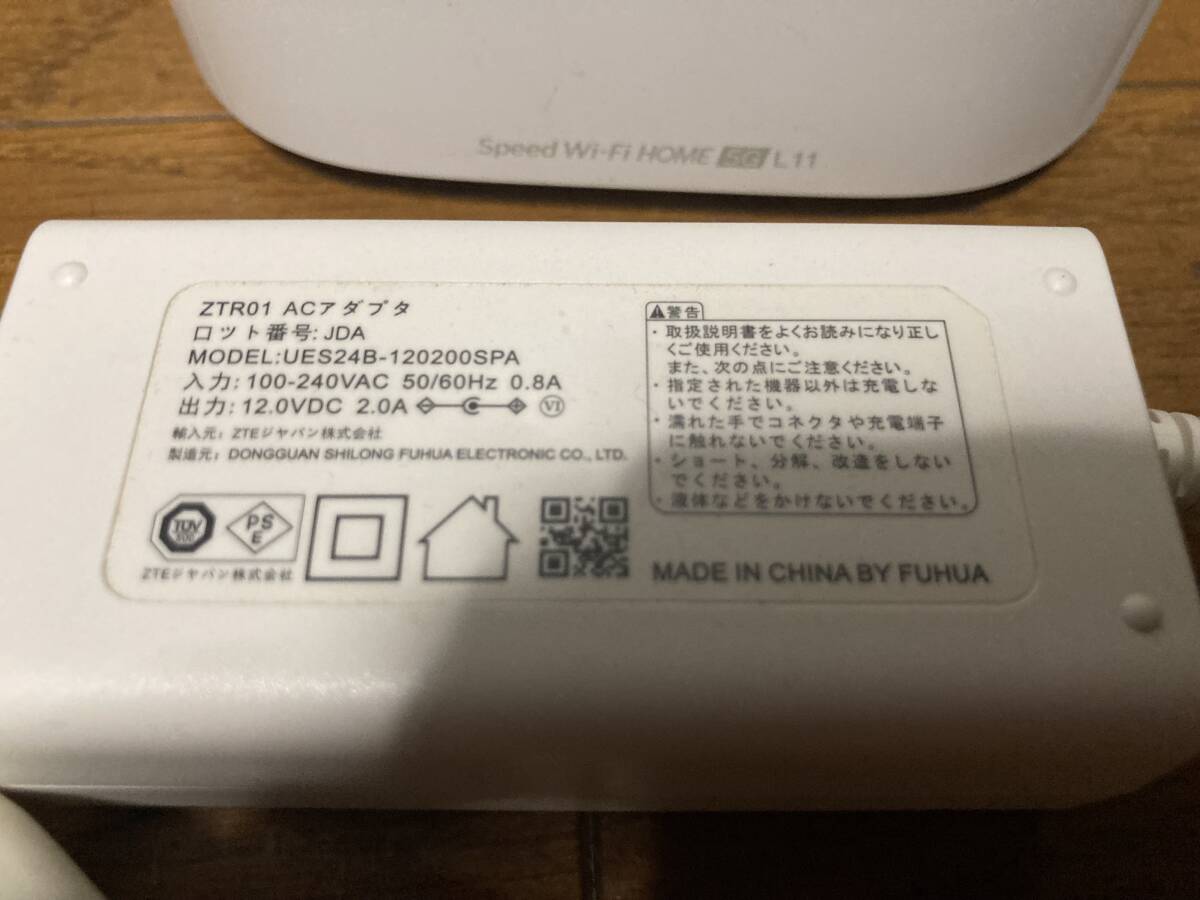 Speed Wi-Fi HOME 5G L11
ZTR01 ACアダプタ
ロット番号: JDA
MODEL:UES24B-120200SPA
入力: 100-240VAC 50/60Hz 0.8A
出力: 12.0VDC 2.0A
VI
輸入元: ZTEジャパン株式会社
製造元: DONGGUAN SHILONG FUHUA ELECTRONIC CO., LTD.
TÜV
SÜD
PS
E
ZTEジャパン株式会社
警告
・取扱説明書をよくお読みになり正し
くご使用ください。
また、次の点にご注意ください。
・指定された機器以外は充電しな
いでください。
・濡れた手でコネクタや充電端子
に触れないでください。
・ショート、分解、改造をしない
でください。
・液体などをかけないでください。
MADE IN CHINA BY FUHUA